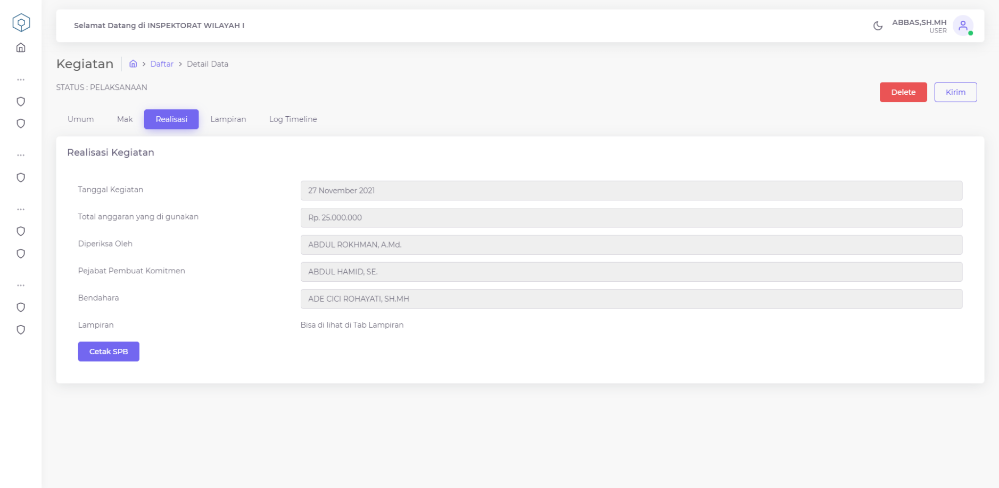 Selamat Datang di INSPEKTORAT WILAYAH I
ABBAS,SH.MH
USER
Kegiatan
Daftar > Detail Data
STATUS : PELAKSANAAN
Delete
Kirim
Umum Mak Realisasi Lampiran Log Timeline
Realisasi Kegiatan
Tanggal Kegiatan 27 November 2021
Total anggaran yang di gunakan Rp. 25.000.000
Diperiksa Oleh ABDUL ROKHMAN, A.Md.
Pejabat Pembuat Komitmen ABDUL HAMID, SE.
Bendahara ADE CICI ROHAYATI, SH.MH
Lampiran Bisa di lihat di Tab Lampiran
Cetak SPB